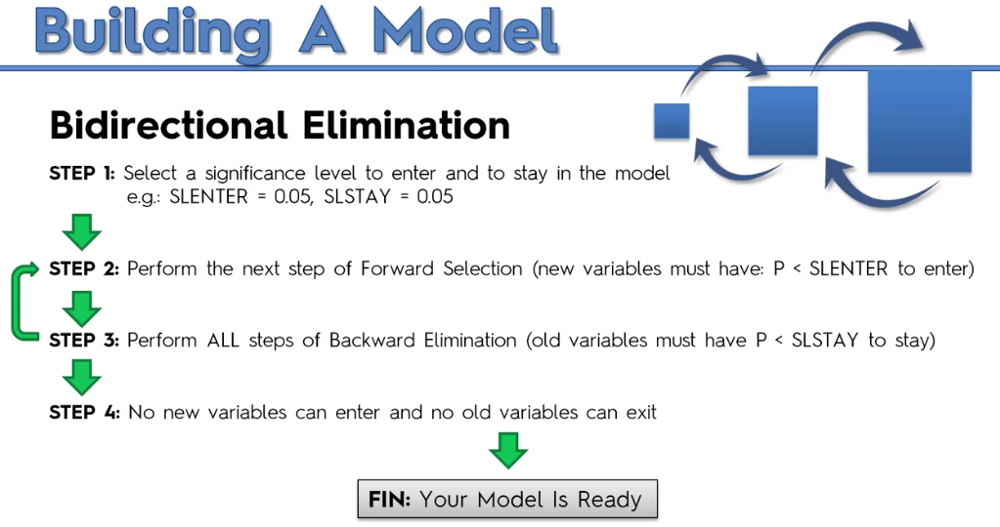 Building A Model
Bidirectional Elimination
STEP 1: Select a significance level to enter and to stay in the model
e.g.: SLENTER = 0.05, SLSTAY = 0.05
STEP 2: Perform the next step of Forward Selection (new variables must have: P < SLENTER to enter)
STEP 3: Perform ALL steps of Backward Elimination (old variables must have P < SLSTAY to stay)
STEP 4: No new variables can enter and no old variables can exit
FIN: Your Model Is Ready